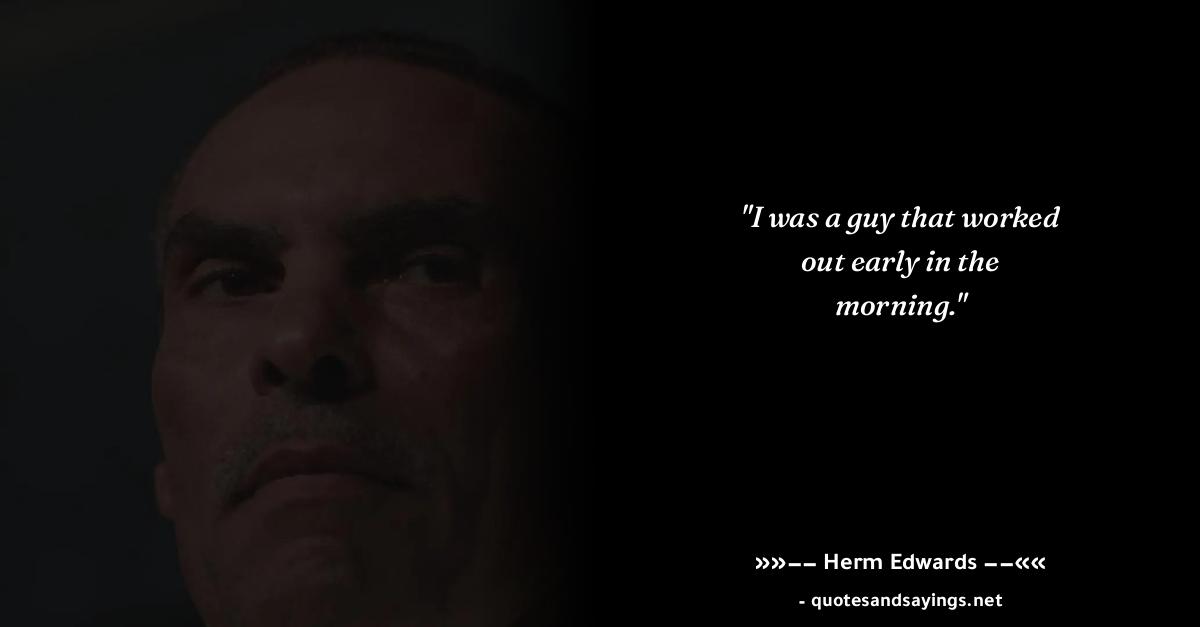 "I was a guy that worked
out early in the
morning."
»»−− Herm Edwards −−««
- quotesandsayings.net